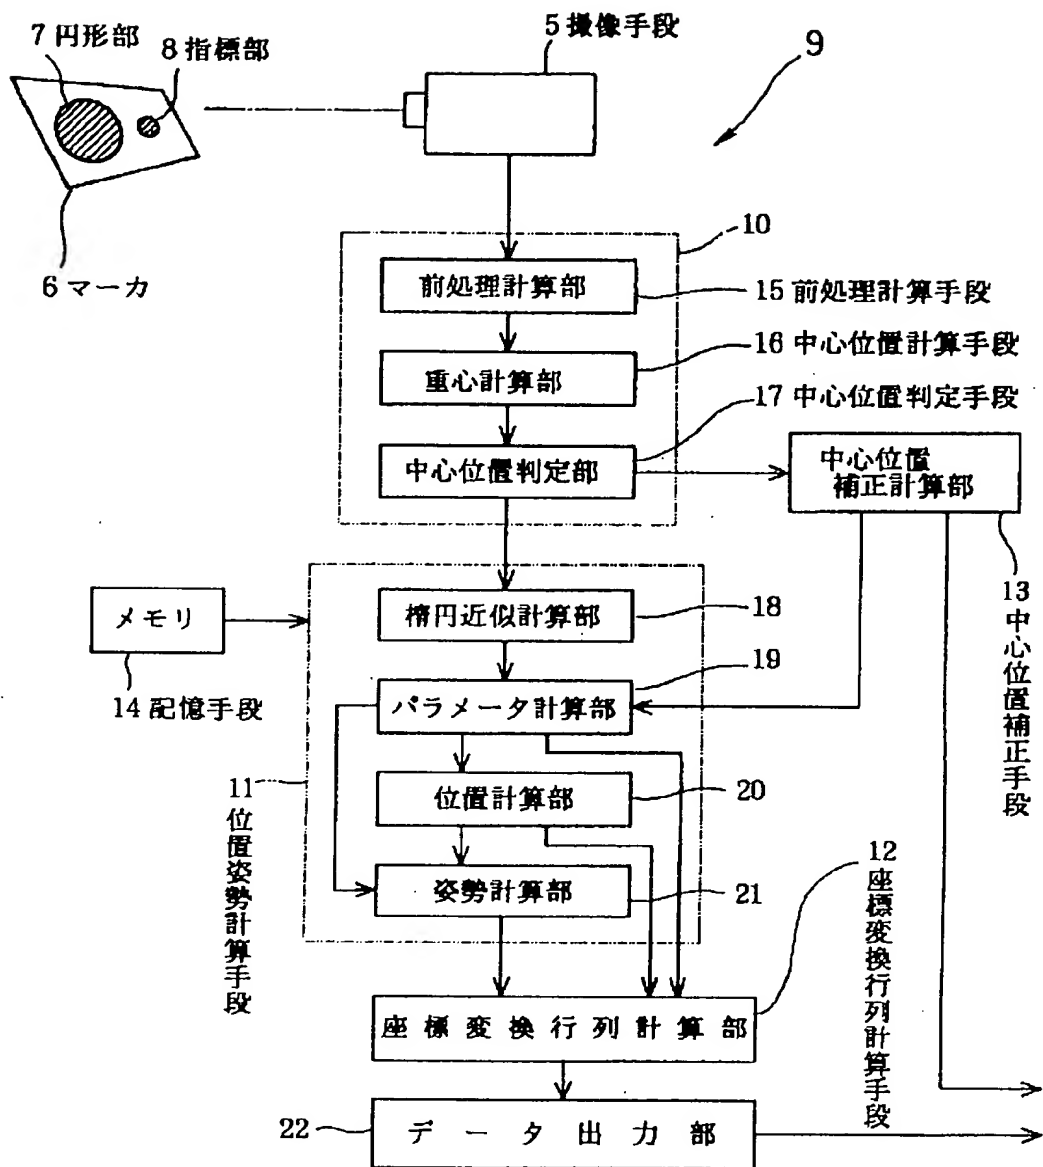 7 円形部
8 指標部
5 撮像手段
9
6 マーカ
10
前処理計算部
15 前処理計算手段
重心計算部
16 中心位置計算手段
中心位置判定部
17 中心位置判定手段
中心位置
補正計算部
13 中心位置補正手段
メモリ
14 記憶手段
楕円近似計算部
18
パラメータ計算部
19
位置計算部
20
姿勢計算部
21
11 位置姿勢計算手段
12 座標変換行列計算手段
座標変換行列計算部
22
データ出力部